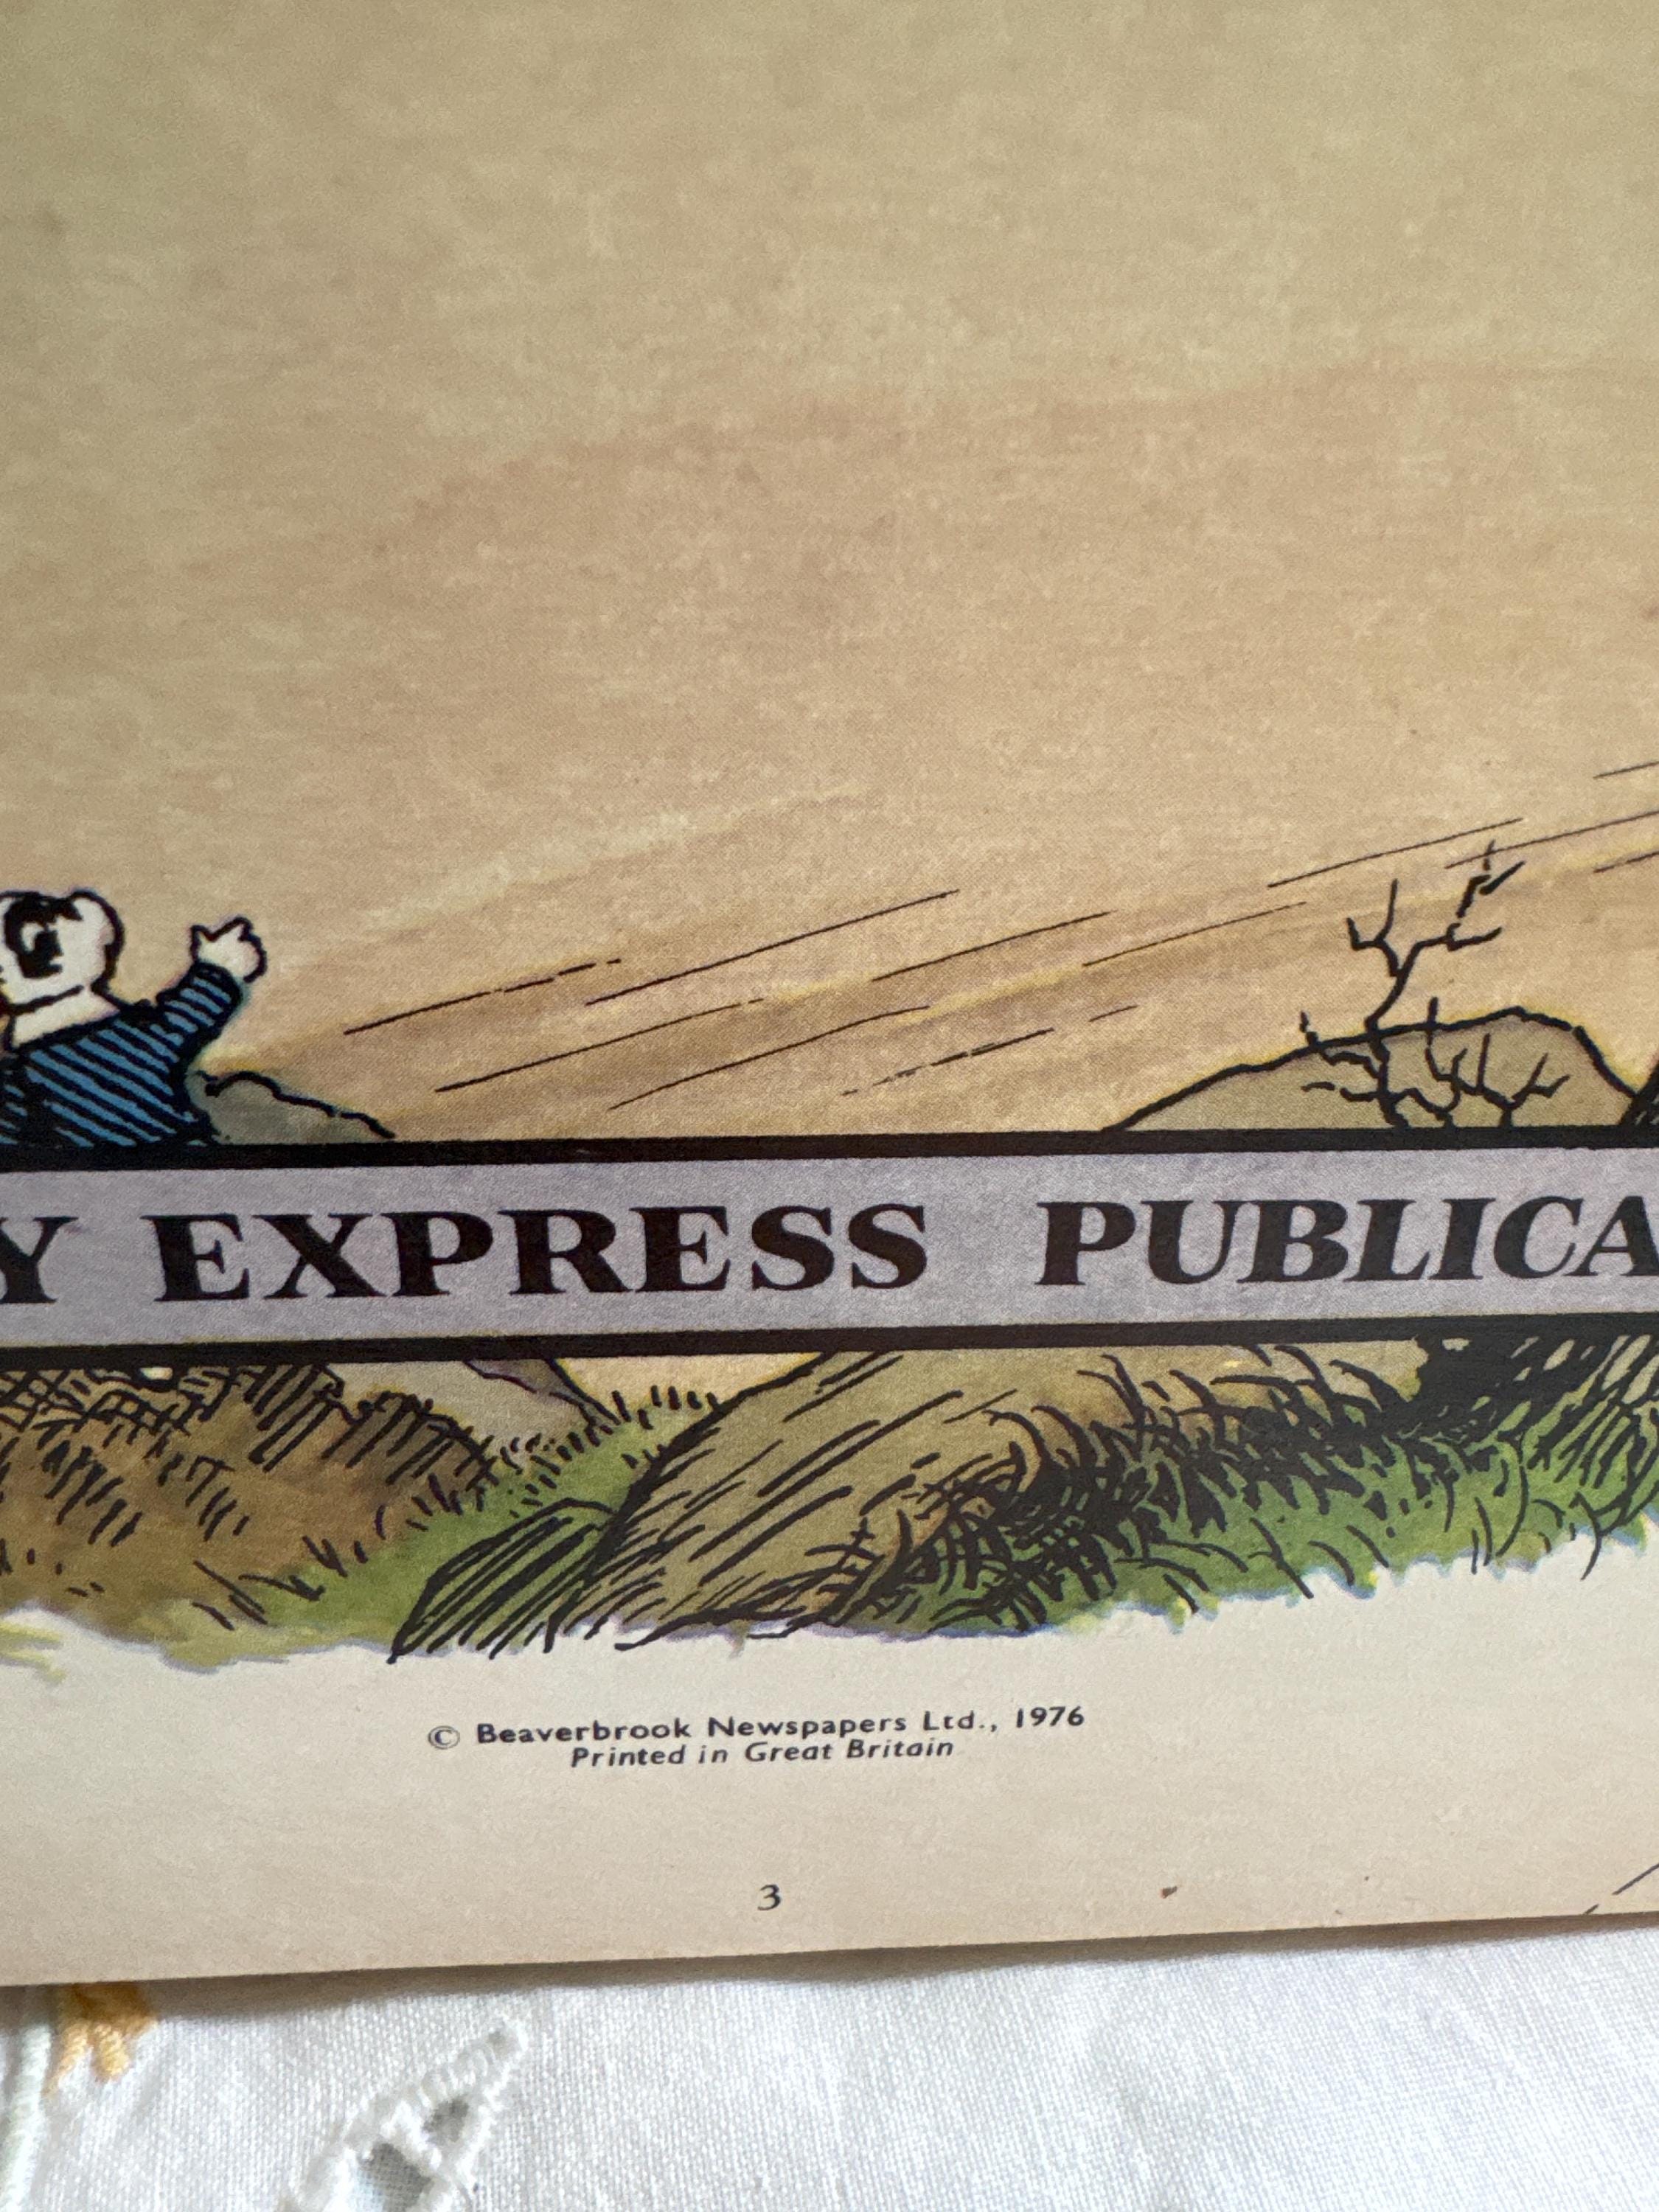 Y EXPRESS PUBLICA
© Beaverbrook Newspapers Ltd., 1976
Printed in Great Britain
3